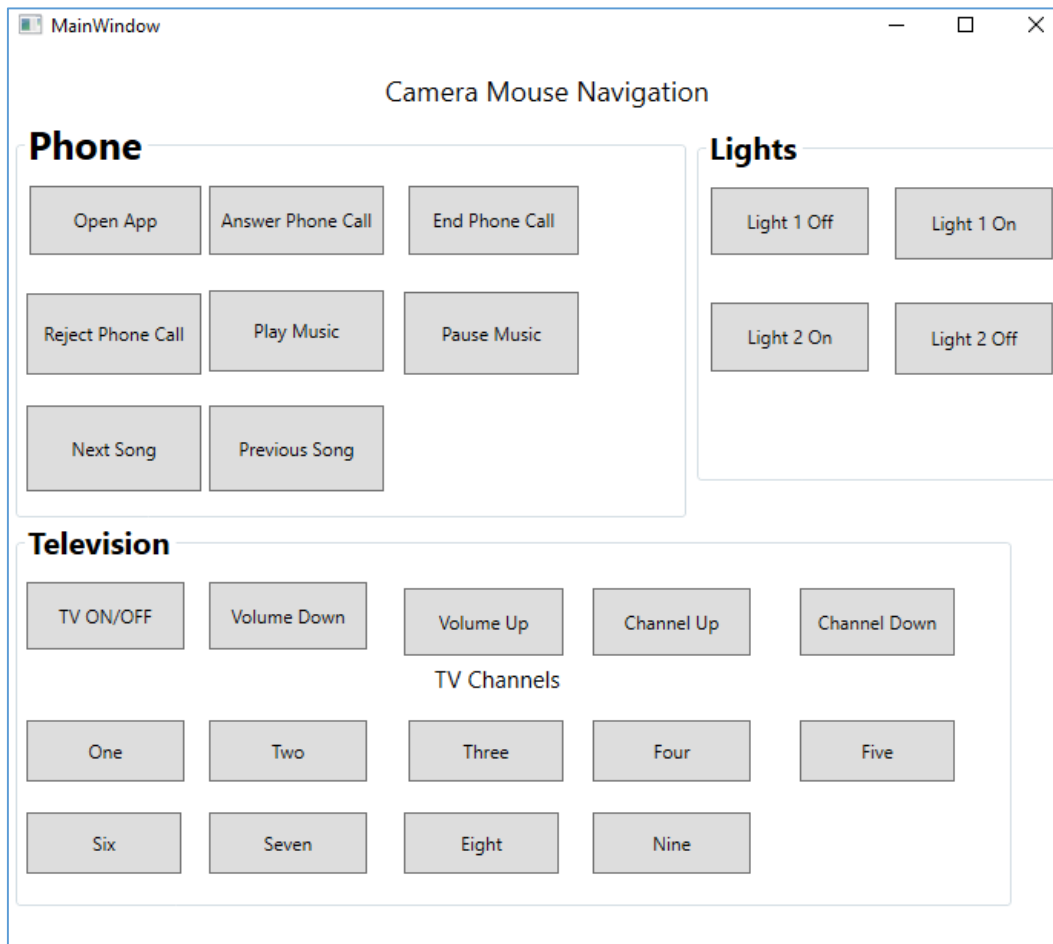 MainWindow
Camera Mouse Navigation
Phone
Open App
Answer Phone Call
End Phone Call
Reject Phone Call
Play Music
Pause Music
Next Song
Previous Song
Lights
Light 1 Off
Light 1 On
Light 2 On
Light 2 Off
Television
TV ON/OFF
Volume Down
Volume Up
Channel Up
Channel Down
TV Channels
One
Two
Three
Four
Five
Six
Seven
Eight
Nine